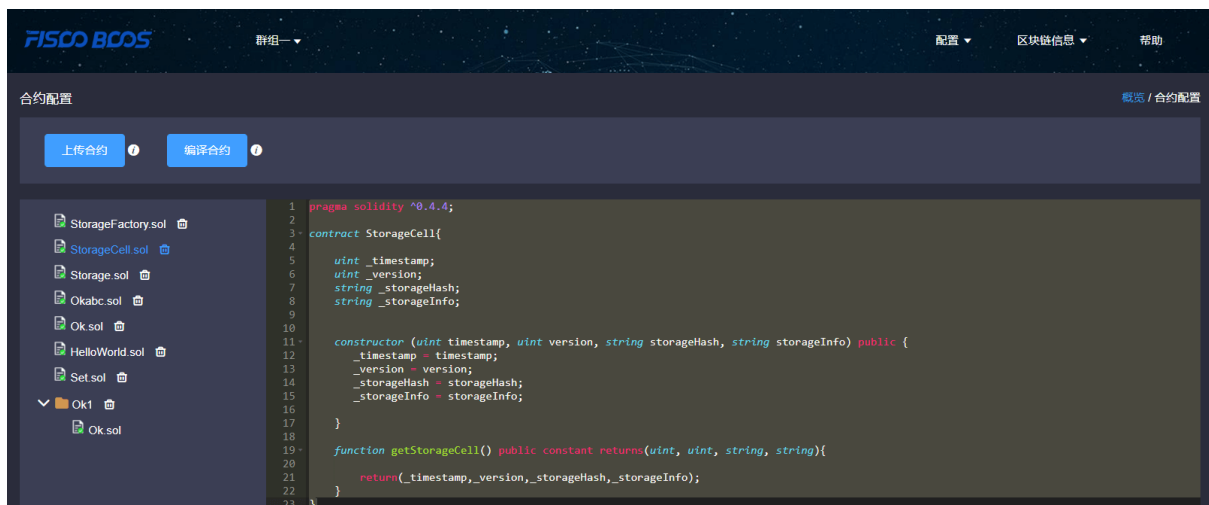 FISCO BCOS 群组一 配置 区块链信息 帮助
合约配置 概览 / 合约配置
上传合约 i 编译合约 i
StorageFactory.sol
StorageCell.sol
Storage.sol
Okabc.sol
Ok.sol
HelloWorld.sol
Set.sol
Ok1
Ok.sol
1 pragma solidity ^0.4.4;
2
3 contract StorageCell{
4
5 uint _timestamp;
6 uint _version;
7 string _storageHash;
8 string _storageInfo;
9
10
11 constructor (uint timestamp, uint version, string storageHash, string storageInfo) public {
12 _timestamp = timestamp;
13 _version = version;
14 _storageHash = storageHash;
15 _storageInfo = storageInfo;
16
17 }
18
19 function getStorageCell() public constant returns(uint, uint, string, string){
20
21 return(_timestamp,_version,_storageHash,_storageInfo);
22 }
23 }